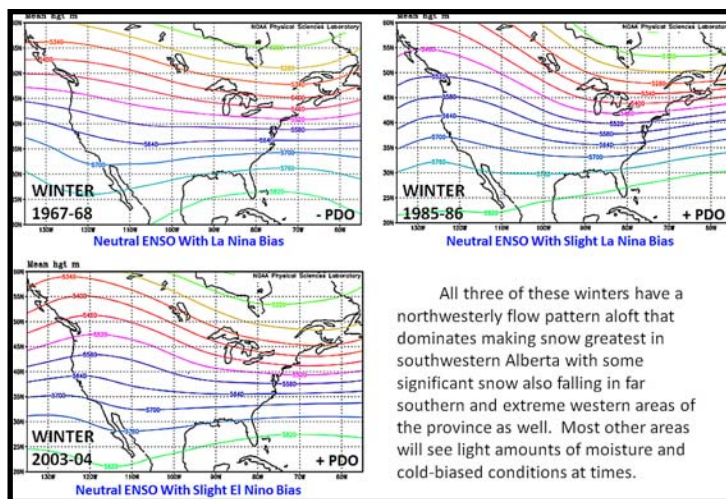 Mean hgt m
NOAA Physical Sciences Laboratory
WINTER
1967-68
- PDO
Neutral ENSO With La Nina Bias
Mean hgt m
NOAA Physical Sciences Laboratory
WINTER
1985-86
+ PDO
Neutral ENSO With Slight La Nina Bias
Mean hgt m
NOAA Physical Sciences Laboratory
WINTER
2003-04
+ PDO
Neutral ENSO With Slight El Nino Bias
All three of these winters have a
northwesterly flow pattern aloft that
dominates making snow greatest in
southwestern Alberta with some
significant snow also falling in far
southern and extreme western areas of
the province as well.  Most other areas
will see light amounts of moisture and
cold-biased conditions at times.